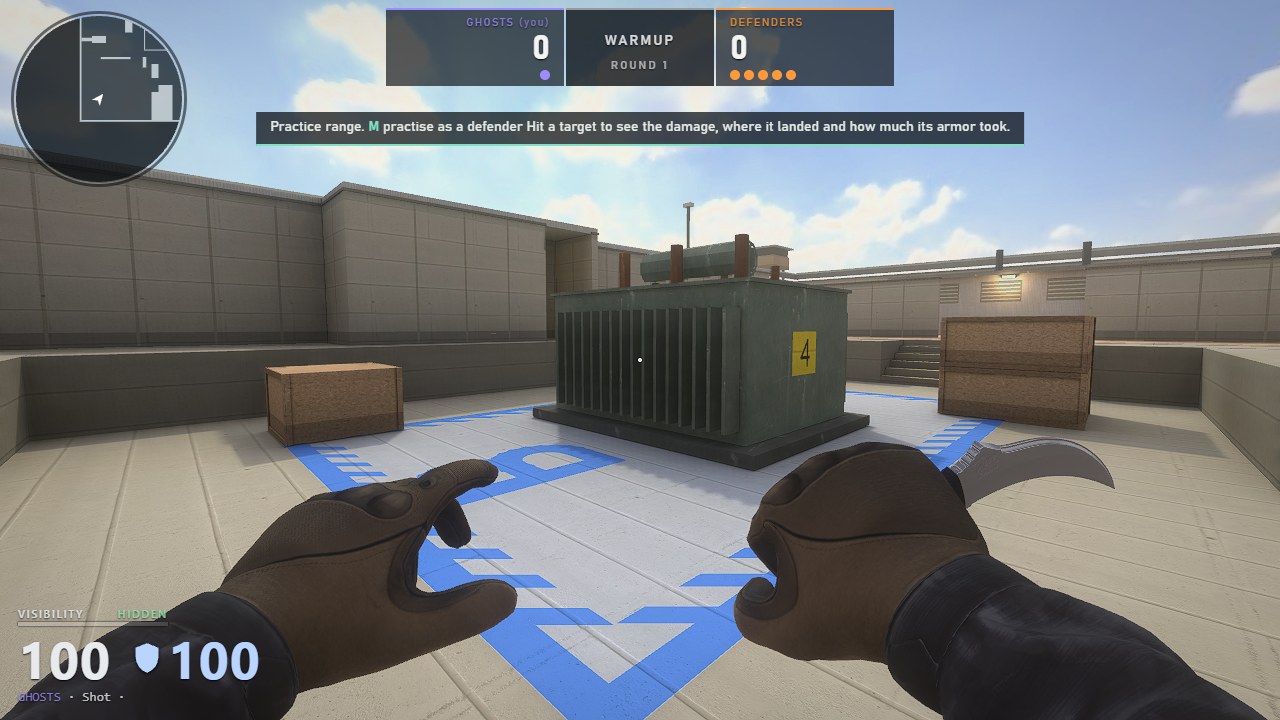 GHOSTS (you)
0
WARMUP
ROUND 1
DEFENDERS
0
Practice range. M practise as a defender Hit a target to see the damage, where it landed and how much its armor took.
4
VISIBILITY HIDDEN
100 100
GHOSTS · Shot ·